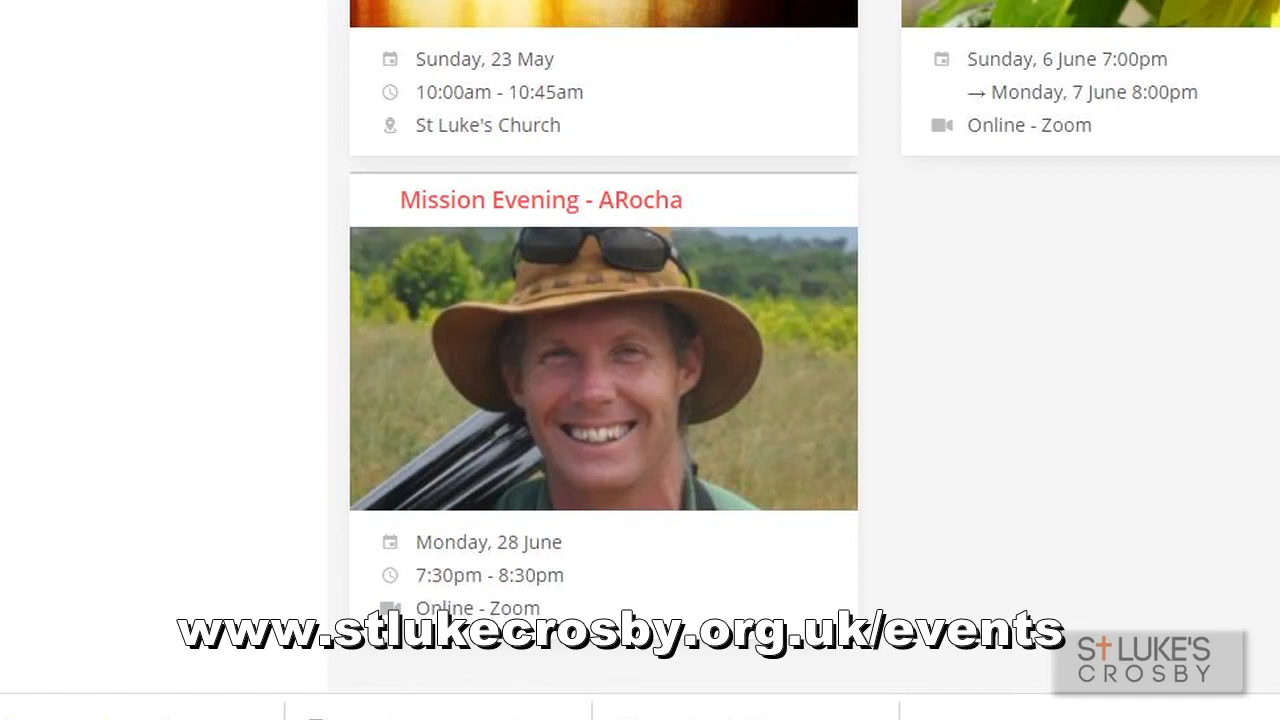 Sunday, 23 May
10:00am - 10:45am
St Luke's Church
Sunday, 6 June 7:00pm
→ Monday, 7 June 8:00pm
Online - Zoom
Mission Evening - ARocha
Monday, 28 June
7:30pm - 8:30pm
Online - Zoom
www.stlukecrosby.org.uk/events
ST LUKE'S
CROSBY